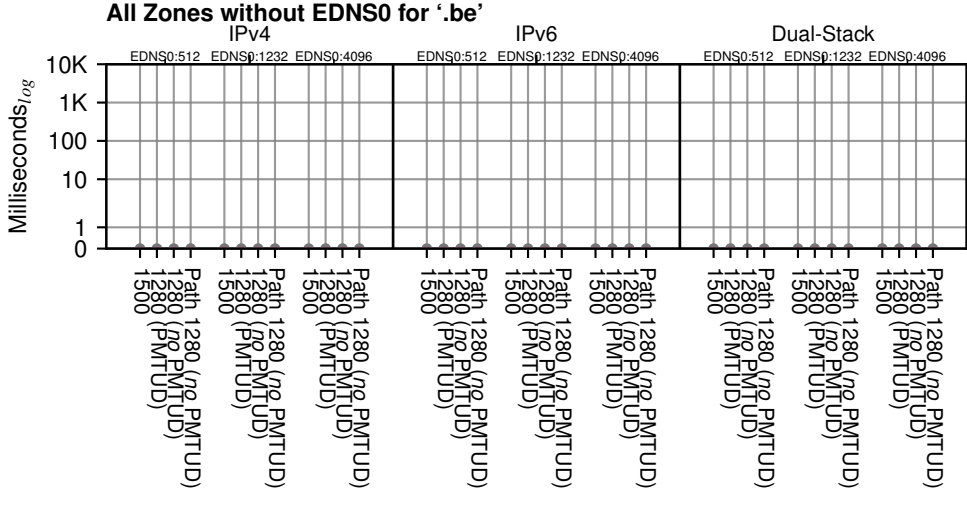 All Zones without EDNS0 for ‘.be’
IPv4 IPv6 Dual-Stack
EDNS0:512 EDNS0:1232 EDNS0:4096 EDNS0:512 EDNS0:1232 EDNS0:4096 EDNS0:512 EDNS0:1232 EDNS0:4096
Milliseconds log
10K
1K
100
10
1
0
1500
1280 (PMTUD)
1280 (no PMTUD)
Path 1280 (no PMTUD)
1500
1280 (PMTUD)
1280 (no PMTUD)
Path 1280 (no PMTUD)
1500
1280 (PMTUD)
1280 (no PMTUD)
Path 1280 (no PMTUD)
1500
1280 (PMTUD)
1280 (no PMTUD)
Path 1280 (no PMTUD)
1500
1280 (PMTUD)
1280 (no PMTUD)
Path 1280 (no PMTUD)
1500
1280 (PMTUD)
1280 (no PMTUD)
Path 1280 (no PMTUD)
1500
1280 (PMTUD)
1280 (no PMTUD)
Path 1280 (no PMTUD)
1500
1280 (PMTUD)
1280 (no PMTUD)
Path 1280 (no PMTUD)
1500
1280 (PMTUD)
1280 (no PMTUD)
Path 1280 (no PMTUD)